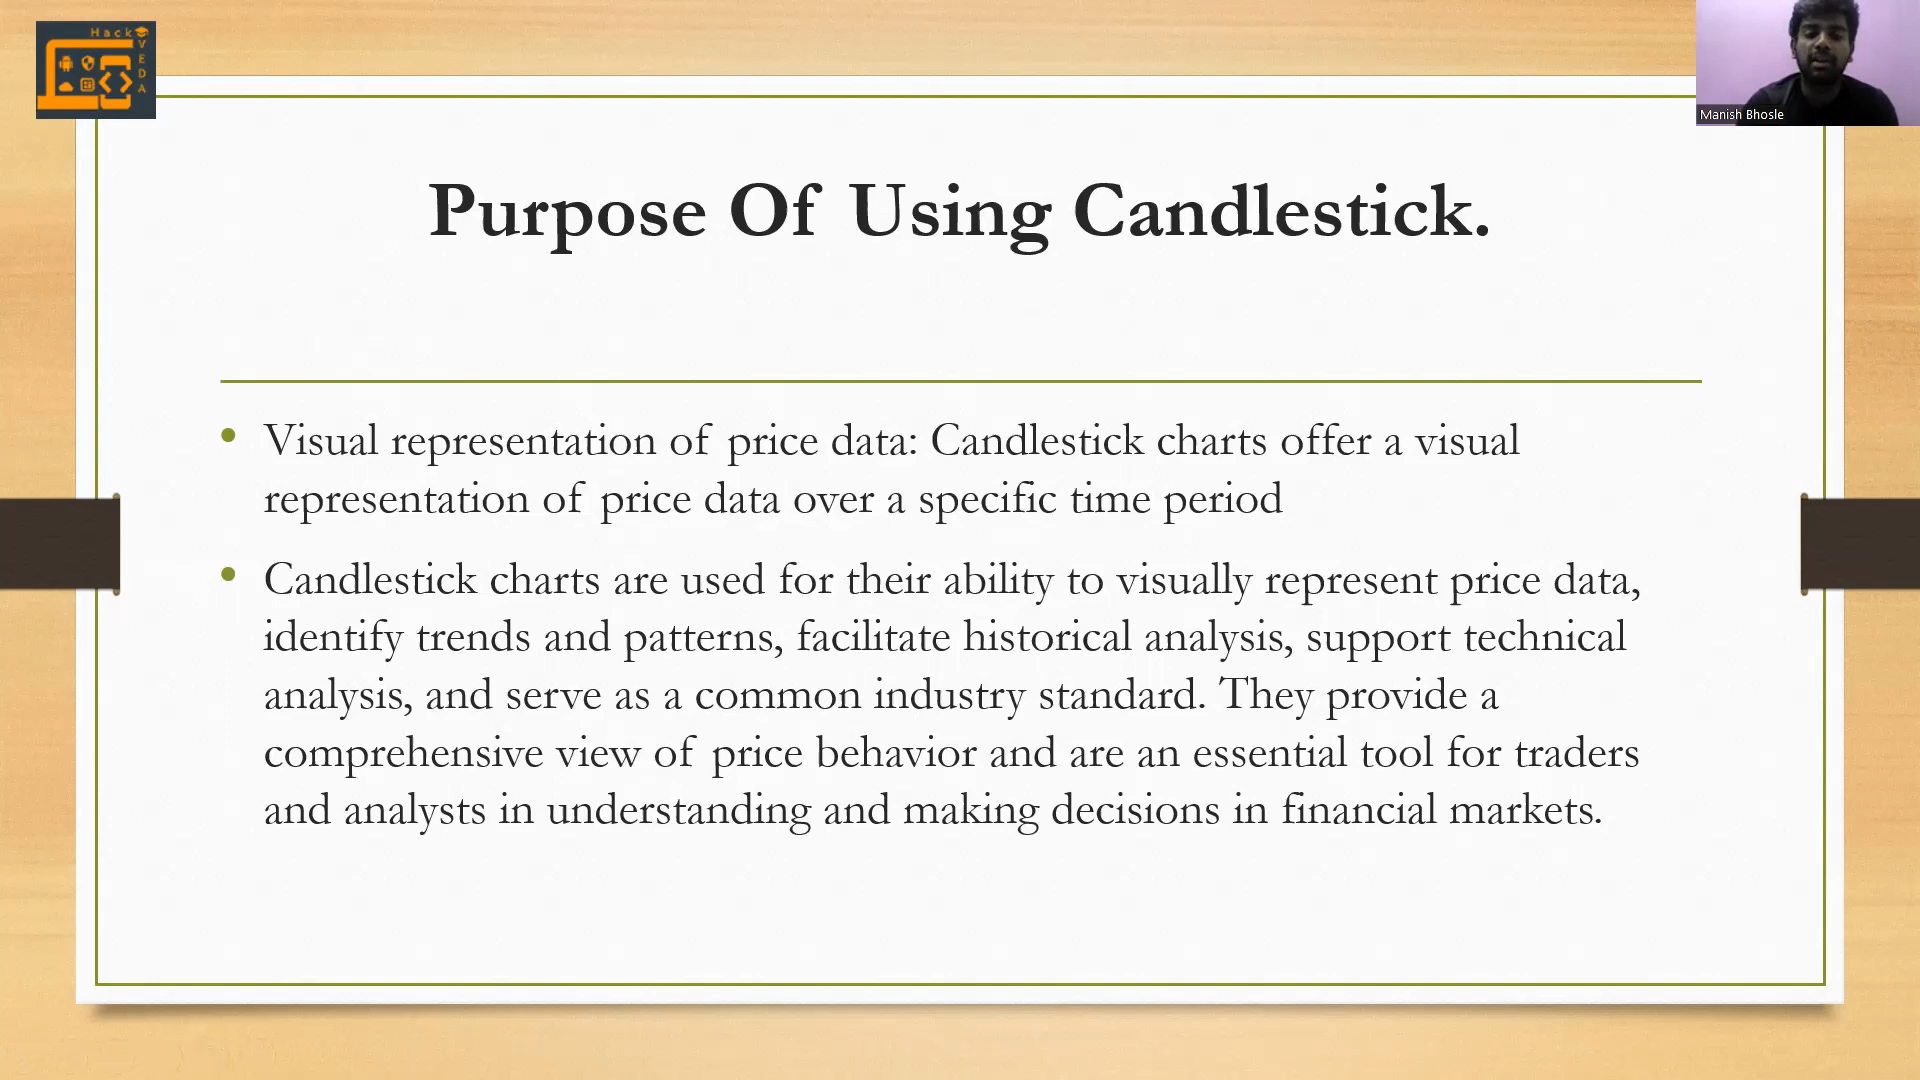 Hack
VEDA
Manish Bhosle
Purpose Of Using Candlestick.
Visual representation of price data: Candlestick charts offer a visual
representation of price data over a specific time period
Candlestick charts are used for their ability to visually represent price data,
identify trends and patterns, facilitate historical analysis, support technical
analysis, and serve as a common industry standard. They provide a
comprehensive view of price behavior and are an essential tool for traders
and analysts in understanding and making decisions in financial markets.